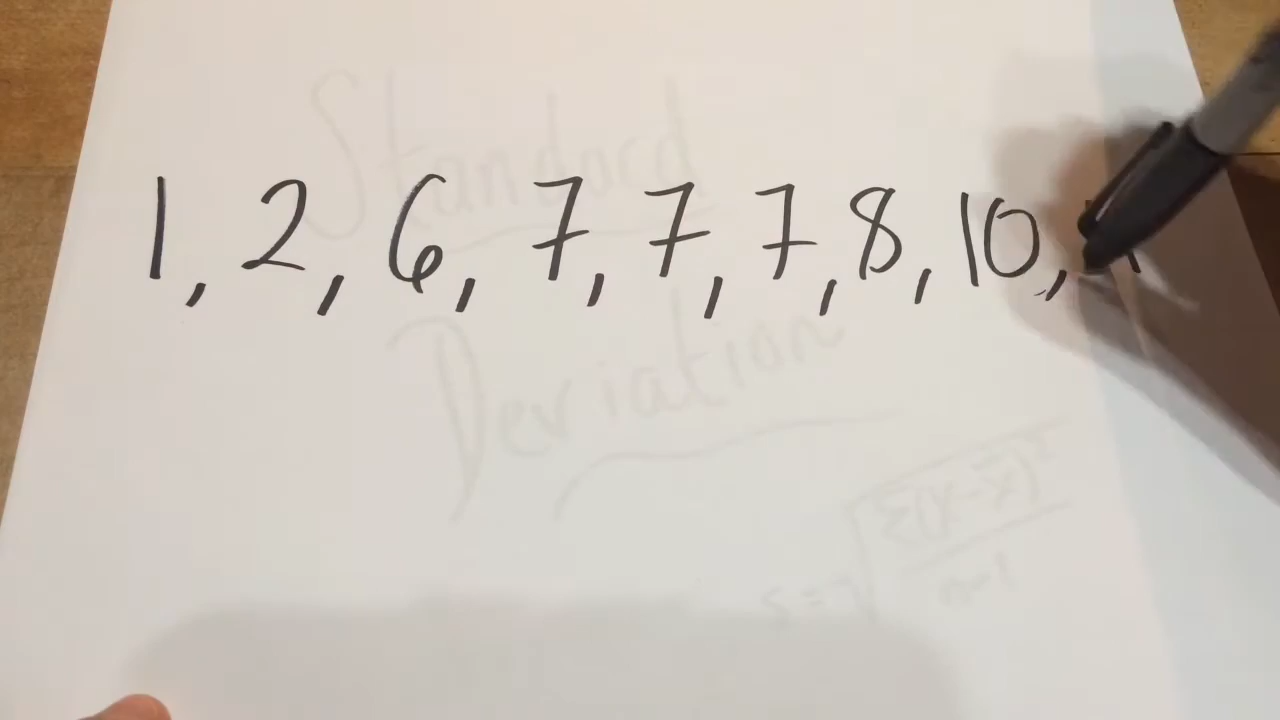 Standard
1, 2, 6, 7, 7, 7, 8, 10,
Deviation